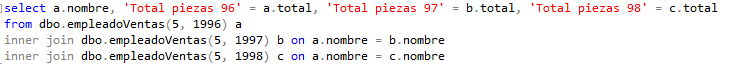 select a.nombre, 'Total piezas 96' = a.total, 'Total piezas 97' = b.total, 'Total piezas 98' = c.total
from dbo.empleadoVentas(5, 1996) a
inner join dbo.empleadoVentas(5, 1997) b on a.nombre = b.nombre
inner join dbo.empleadoVentas(5, 1998) c on a.nombre = c.nombre